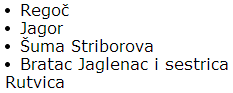 • Regoč
• Jagor
• Šuma Striborova
• Bratac Jaglenac i sestrica
Rutvica